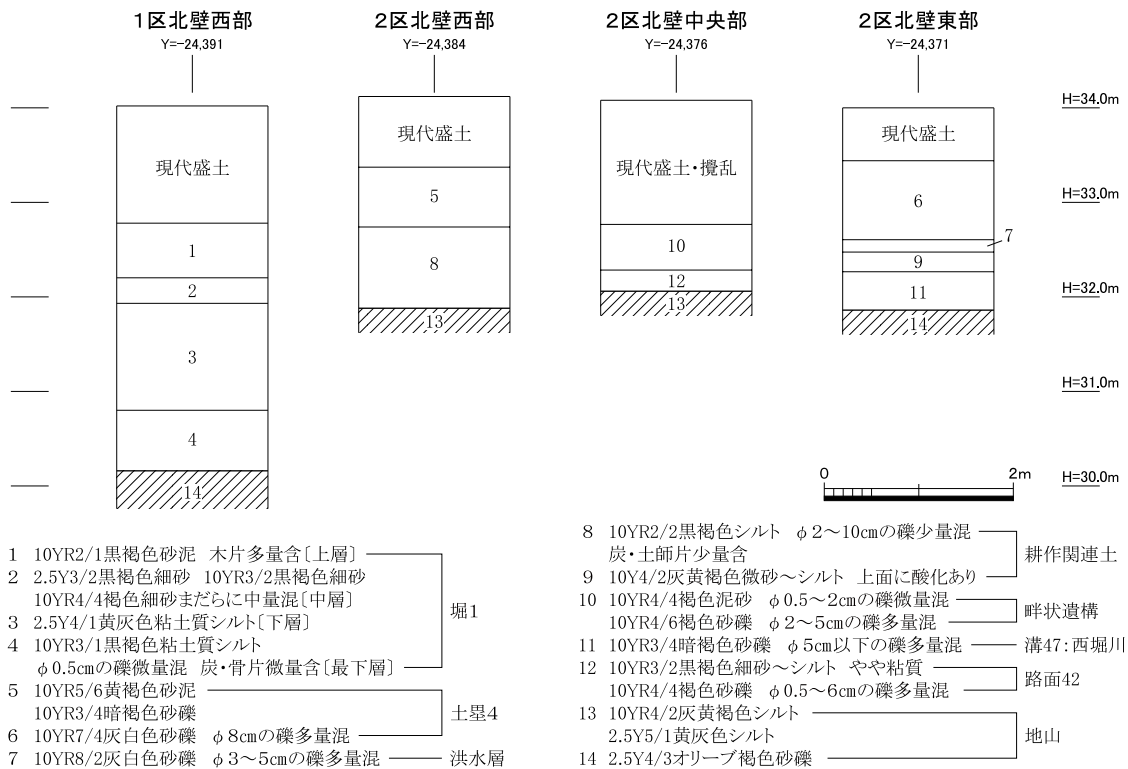 1区北壁西部
Y=-24,391
2区北壁西部
Y=-24,384
2区北壁中央部
Y=-24,376
2区北壁東部
Y=-24,371
H=34.0m
H=33.0m
H=32.0m
H=31.0m
H=30.0m
現代盛土
1
2
3
4
14
現代盛土
5
8
13
現代盛土・攪乱
10
12
13
現代盛土
6
7
9
11
14
0 2m
1 10YR2/1黒褐色砂泥 木片多量含〔上層〕
2 2.5Y3/2黒褐色細砂 10YR3/2黒褐色細砂
10YR4/4褐色細砂まだらに中量混〔中層〕
3 2.5Y4/1黄灰色粘土質シルト〔下層〕
4 10YR3/1黒褐色粘土質シルト
φ0.5cmの礫微量混 炭・骨片微量含〔最下層〕
堀1
5 10YR5/6黄褐色砂泥
10YR3/4暗褐色砂礫
6 10YR7/4灰白色砂礫 φ8cmの礫多量混
土塁4
7 10YR8/2灰白色砂礫 φ3〜5cmの礫多量混 洪水層
8 10YR2/2黒褐色シルト φ2〜10cmの礫少量混
炭・土師片少量含
9 10Y4/2灰黄褐色微砂〜シルト 上面に酸化あり
耕作関連土
10 10YR4/4褐色泥砂 φ0.5〜2cmの礫微量混
10YR4/6褐色砂礫 φ2〜5cmの礫多量混
畔状遺構
11 10YR3/4暗褐色砂礫 φ5cm以下の礫多量混 溝47:西堀川
12 10YR3/2黒褐色細砂〜シルト やや粘質
10YR4/4褐色砂礫 φ0.5〜6cmの礫多量混
路面42
13 10YR4/2灰黄褐色シルト
2.5Y5/1黄灰色シルト
14 2.5Y4/3オリーブ褐色砂礫
地山